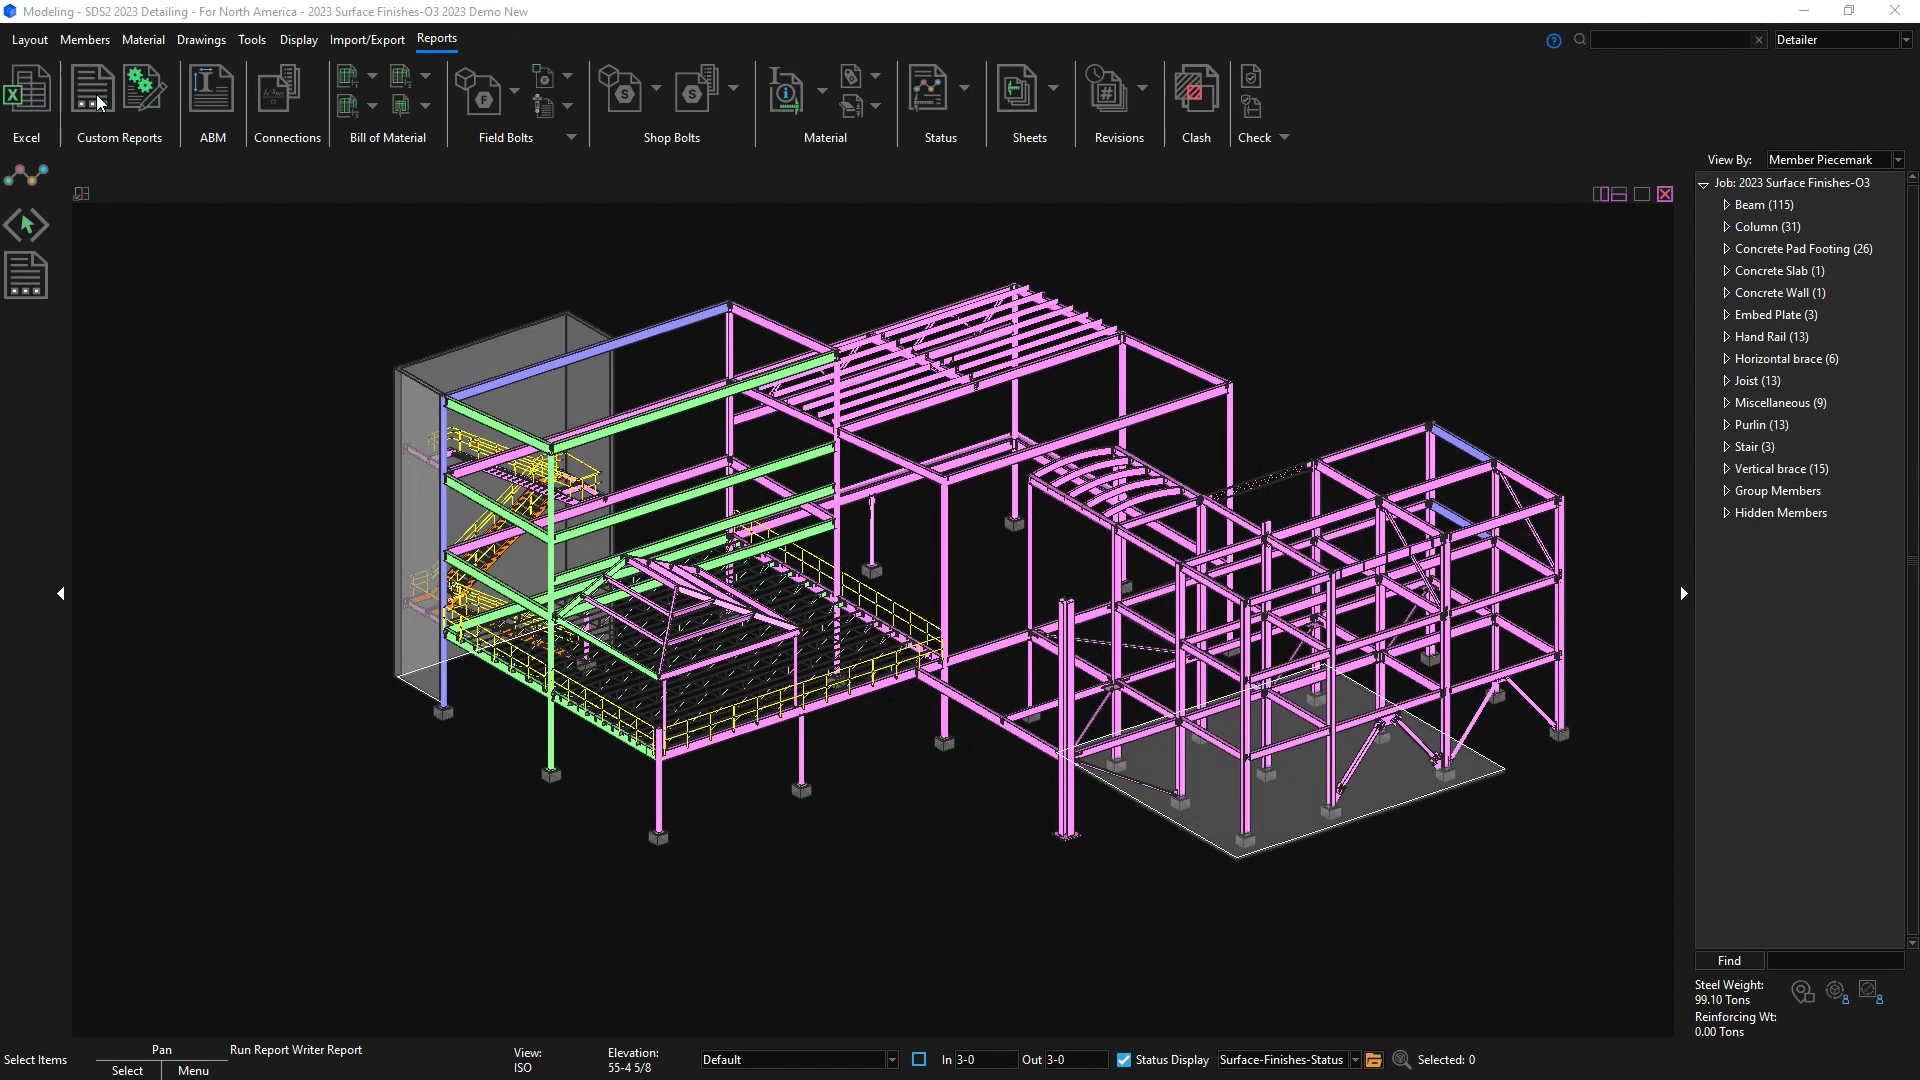 Modeling - SDS2 2023 Detailing - For North America - 2023 Surface Finishes-O3 2023 Demo New
Layout Members Material Drawings Tools Display Import/Export Reports
Detailer
Excel Custom Reports ABM Connections Bill of Material Field Bolts Shop Bolts Material Status Sheets Revisions Clash Check
View By: Member Piecemark
Job: 2023 Surface Finishes-O3
Beam (115)
Column (31)
Concrete Pad Footing (26)
Concrete Slab (1)
Concrete Wall (1)
Embed Plate (3)
Hand Rail (13)
Horizontal brace (6)
Joist (13)
Miscellaneous (9)
Purlin (13)
Stair (3)
Vertical brace (15)
Group Members
Hidden Members
Find
Steel Weight:
99.10 Tons
Reinforcing Wt:
0.00 Tons
Select Items
Pan
Select Menu
Run Report Writer Report
View:
ISO
Elevation:
55-4 5/8
Default
In 3-0 Out 3-0
Status Display Surface-Finishes-Status
Selected: 0